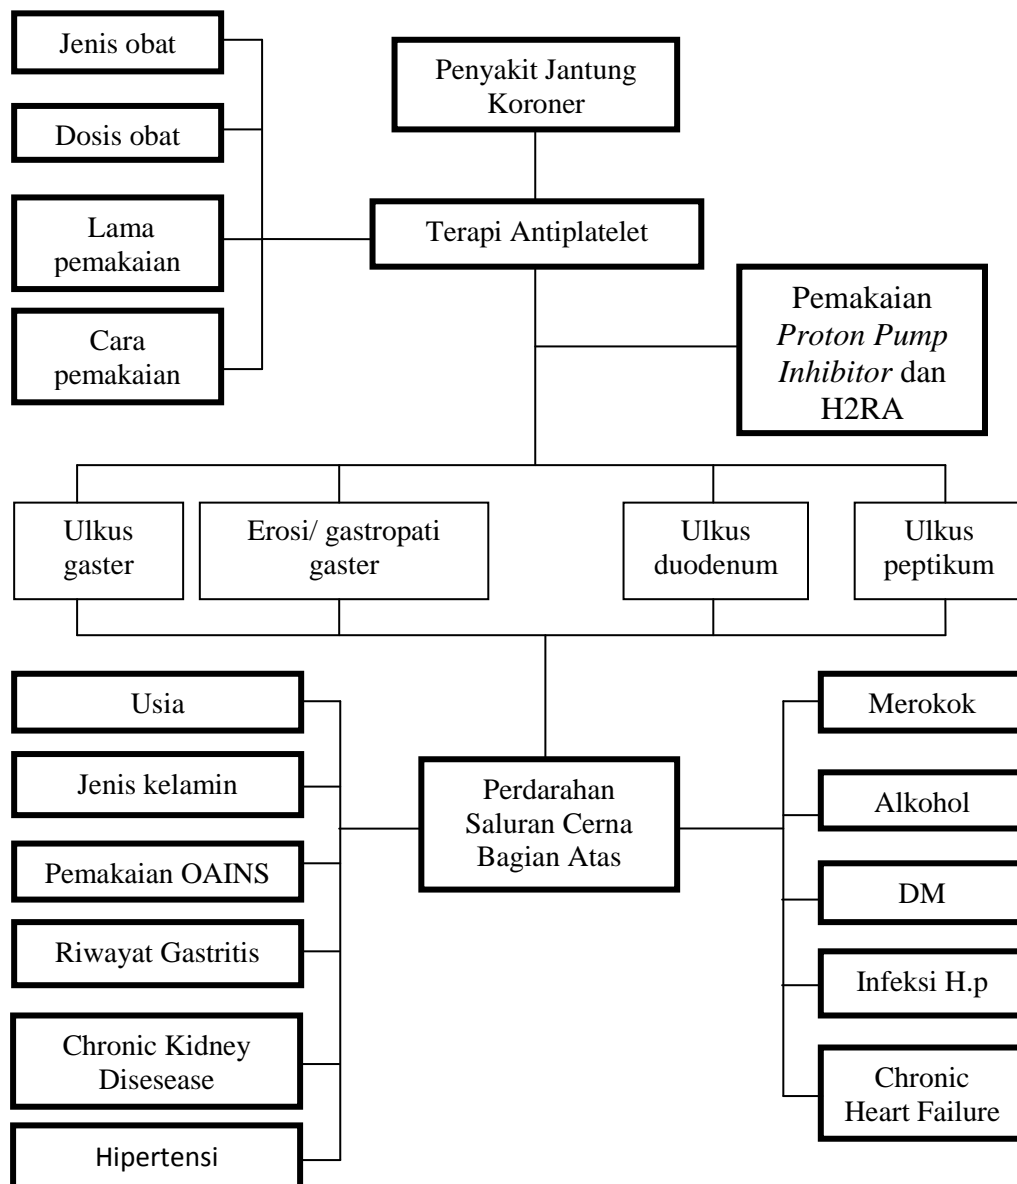 Jenis obat
Penyakit Jantung
Koroner
Dosis obat
Lama
pemakaian
Terapi Antiplatelet
Cara
pemakaian
Pemakaian
Proton Pump
Inhibitor dan
H2RA
Ulkus
gaster
Erosi/ gastropati
gaster
Ulkus
duodenum
Ulkus
peptikum
Usia
Jenis kelamin
Pemakaian OAINS
Riwayat Gastritis
Chronic Kidney
Disesease
Hipertensi
Perdarahan
Saluran Cerna
Bagian Atas
Merokok
Alkohol
DM
Infeksi H.p
Chronic
Heart Failure